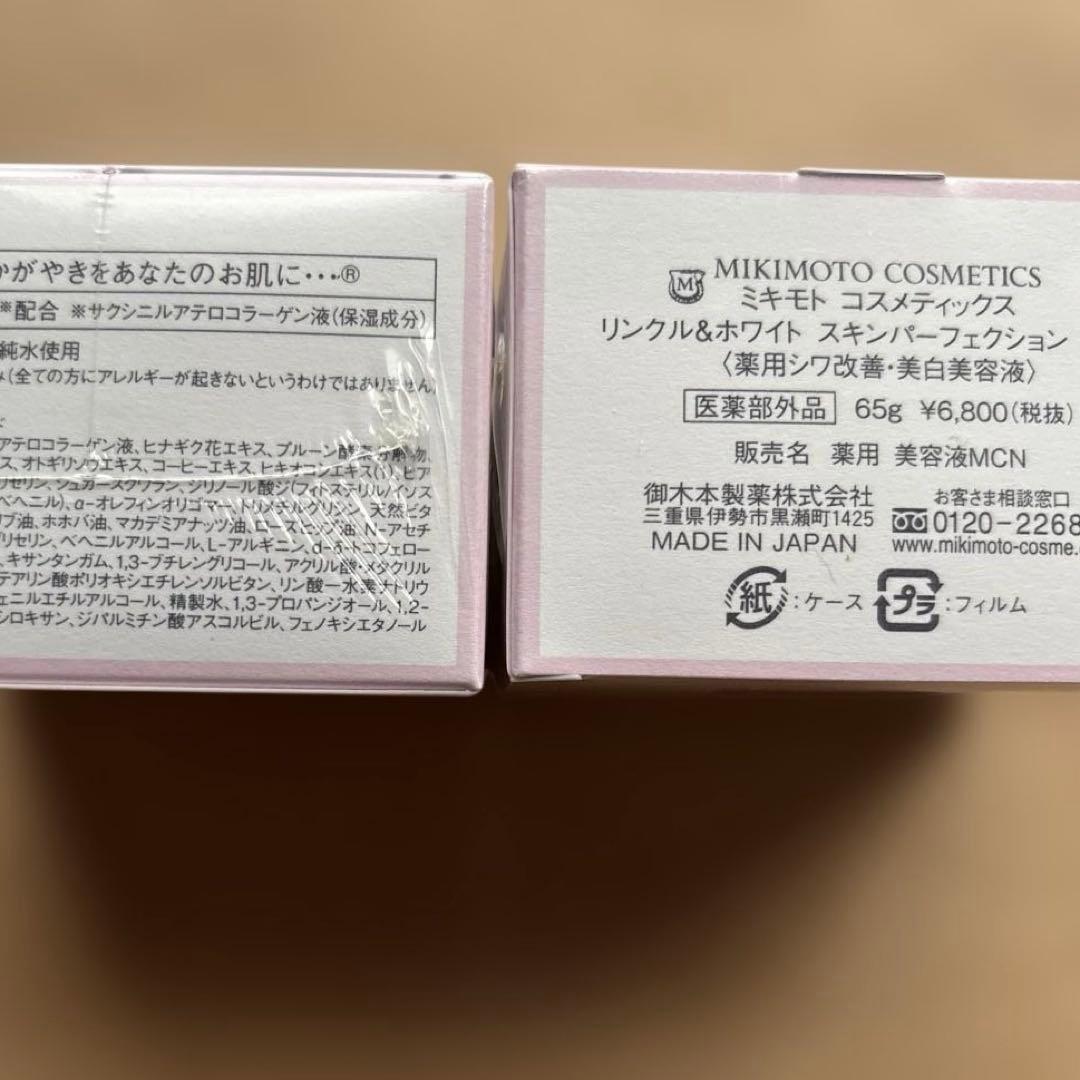 かがやきをあなたのお肌に…®
※配合 ※サクシニルアテロコラーゲン液(保湿成分)
純水使用
み(全ての方にアレルギーが起きないというわけではありません)
アテロコラーゲン液、ヒナギク花エキス、プルーン酵素分解物、
ス、オトギリソウエキス、コーヒーエキス、ヒキオコシエキス(1)、ヒア
リセリン、シュガースクワラン、ジリノール酸ジ(フィトステリル/イソス
ベヘニル)、α-オレフィンオリゴマー、トリメチルグリシン、天然ビタ
ブ油、ホホバ油、マカデミアナッツ油、ローズヒップ油、N-アセチ
リセリン、ベヘニルアルコール、L-アルギニン、d-δ-トコフェロー
、キサンタンガム、1,3-ブチレングリコール、アクリル酸・メタクリル
テアリン酸ポリオキシエチレンソルビタン、リン酸一水素ナトリウ
ェニルエチルアルコール、精製水、1,3-プロパンジオール、1,2-
シロキサン、ジパルミチン酸アスコルビル、フェノキシエタノール
M MIKIMOTO COSMETICS
ミキモト コスメティックス
リンクル&ホワイト スキンパーフェクション
〈薬用シワ改善・美白美容液〉
医薬部外品 65g ¥6,800(税抜)
販売名 薬用 美容液MCN
御木本製薬株式会社
三重県伊勢市黒瀬町1425
MADE IN JAPAN
お客さま相談窓口
0120-2268
www.mikimoto-cosme.
紙:ケース プラ:フィルム